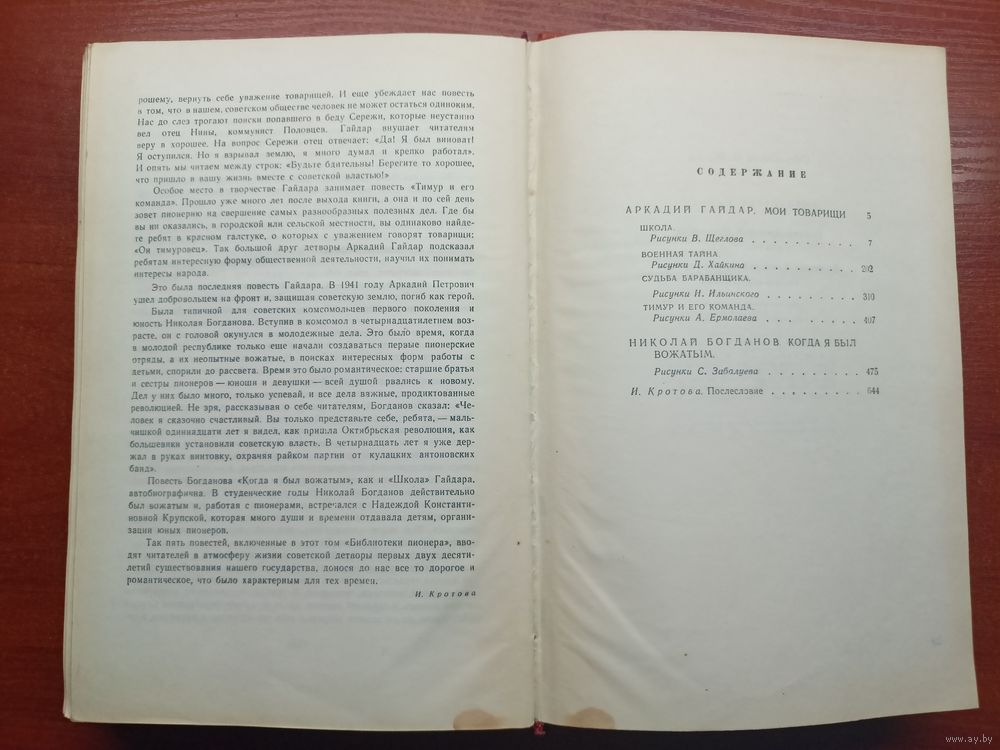 рошему, вернуть себе уважение товарищей. И еще убеждает нас повесть
в том, что в нашем, советском обществе человек не может остаться одиноким.
Нас до слез трогают поиски попавшего в беду Сережи, которые неустанно
вел отец Нины, коммунист Половцев. Гайдар внушает читателям
веру в хорошее. На вопрос Сережи отец отвечает: «Да! Я был виноват!
Я оступился. Но я взрывал землю, я много думал и крепко работал».
И опять мы читаем между строк: «Будьте бдительны! Берегите то хорошее,
что пришло в вашу жизнь вместе с советской властью!»
Особое место в творчестве Гайдара занимает повесть «Тимур и его
команда». Прошло уже много лет после выхода книги, а она и по сей день
зовет пионерию на свершение самых разнообразных полезных дел. Где бы
вы ни оказались, в городской или сельской местности, вы одинаково найде-
те ребят в красном галстуке, о которых с уважением говорят товарищи:
«Он тимуровец». Так большой друг детворы Аркадий Гайдар подсказал
ребятам интересную форму общественной деятельности, научил их понимать
интересы народа.
Это была последняя повесть Гайдара. В 1941 году Аркадий Петрович
ушел добровольцем на фронт и, защищая советскую землю, погиб как герой.
Была типичной для советских комсомольцев первого поколения и
юность Николая Богданова. Вступив в комсомол в четырнадцатилетнем воз-
расте, он с головой окунулся в молодежные дела. Это было время, когда
в молодой республике только еще начали создаваться первые пионерские
отряды, а их неопытные вожатые, в поисках интересных форм работы с
детьми, спорили до рассвета. Время это было романтическое: старшие братья
и сестры пионеров — юноши и девушки — всей душой рвались к новому.
Дел у них было много, только успевай, и все дела важные, продиктованные
революцией. Не зря, рассказывая о себе читателям, Богданов сказал: «Че-
ловек я сказочно счастливый. Вы только представьте себе, ребята, — маль-
чишкой одиннадцати лет я видел, как пришла Октябрьская революция, как
большевики установили советскую власть. В четырнадцать лет я уже дер-
жал в руках винтовку, охраняя райком партии от кулацких антоновских
банд».
Повесть Богданова «Когда я был вожатым», как и «Школа» Гайдара,
автобиографична. В студенческие годы Николай Богданов действительно
был вожатым и, работая с пионерами, встречался с Надеждой Константи-
новной Крупской, которая много души и времени отдавала детям, органи-
зации юных пионеров.
Так пять повестей, включенные в этот том «Библиотеки пионера», вво-
дят читателей в атмосферу жизни советской детворы первых двух десяти-
летий существования нашего государства, донося до нас все то дорогое и
романтическое, что было характерным для тех времен.
И. Кротова
СОДЕРЖАНИЕ
АРКАДИЙ ГАЙДАР. МОИ ТОВАРИЩИ 5
ШКОЛА.
Рисунки В. Щеглова . . . . . . . . . . 7
ВОЕННАЯ ТАЙНА
Рисунки Д. Хайкина . . . . . . . . . . 202
СУДЬБА БАРАБАНЩИКА.
Рисунки Н. Ильинского . . . . . . . . . 310
ТИМУР И ЕГО КОМАНДА.
Рисунки А. Ермолаева . . . . . . . . . 407
НИКОЛАЙ БОГДАНОВ. КОГДА Я БЫЛ
ВОЖАТЫМ.
Рисунки С. Забалуева . . . . . . . . . 475
И. Кротова. Послесловие . . . . . . . . . 644
www.ay.by